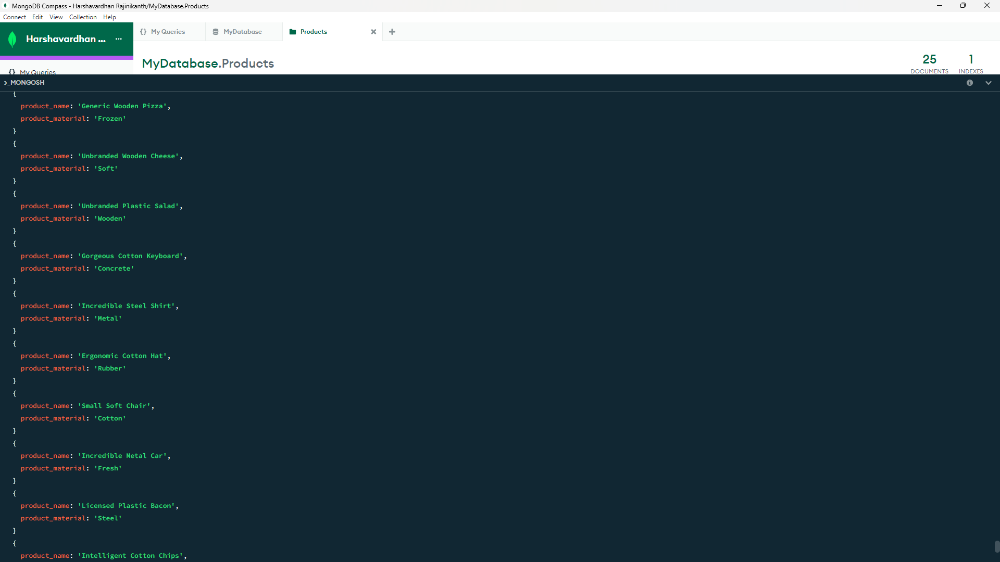 MongoDB Compass - Harshavardhan Rajinikanth/MyDatabase.Products
Connect Edit View Collection Help
Harshavardhan ... ···
{} My Queries
MyDatabase
Products
MyDatabase.Products
25
DOCUMENTS
1
INDEXES
{} My Queries
>_MONGOSH
{
product_name: 'Generic Wooden Pizza',
product_material: 'Frozen'
}
{
product_name: 'Unbranded Wooden Cheese',
product_material: 'Soft'
}
{
product_name: 'Unbranded Plastic Salad',
product_material: 'Wooden'
}
{
product_name: 'Gorgeous Cotton Keyboard',
product_material: 'Concrete'
}
{
product_name: 'Incredible Steel Shirt',
product_material: 'Metal'
}
{
product_name: 'Ergonomic Cotton Hat',
product_material: 'Rubber'
}
{
product_name: 'Small Soft Chair',
product_material: 'Cotton'
}
{
product_name: 'Incredible Metal Car',
product_material: 'Fresh'
}
{
product_name: 'Licensed Plastic Bacon',
product_material: 'Steel'
}
{
product_name: 'Intelligent Cotton Chips',